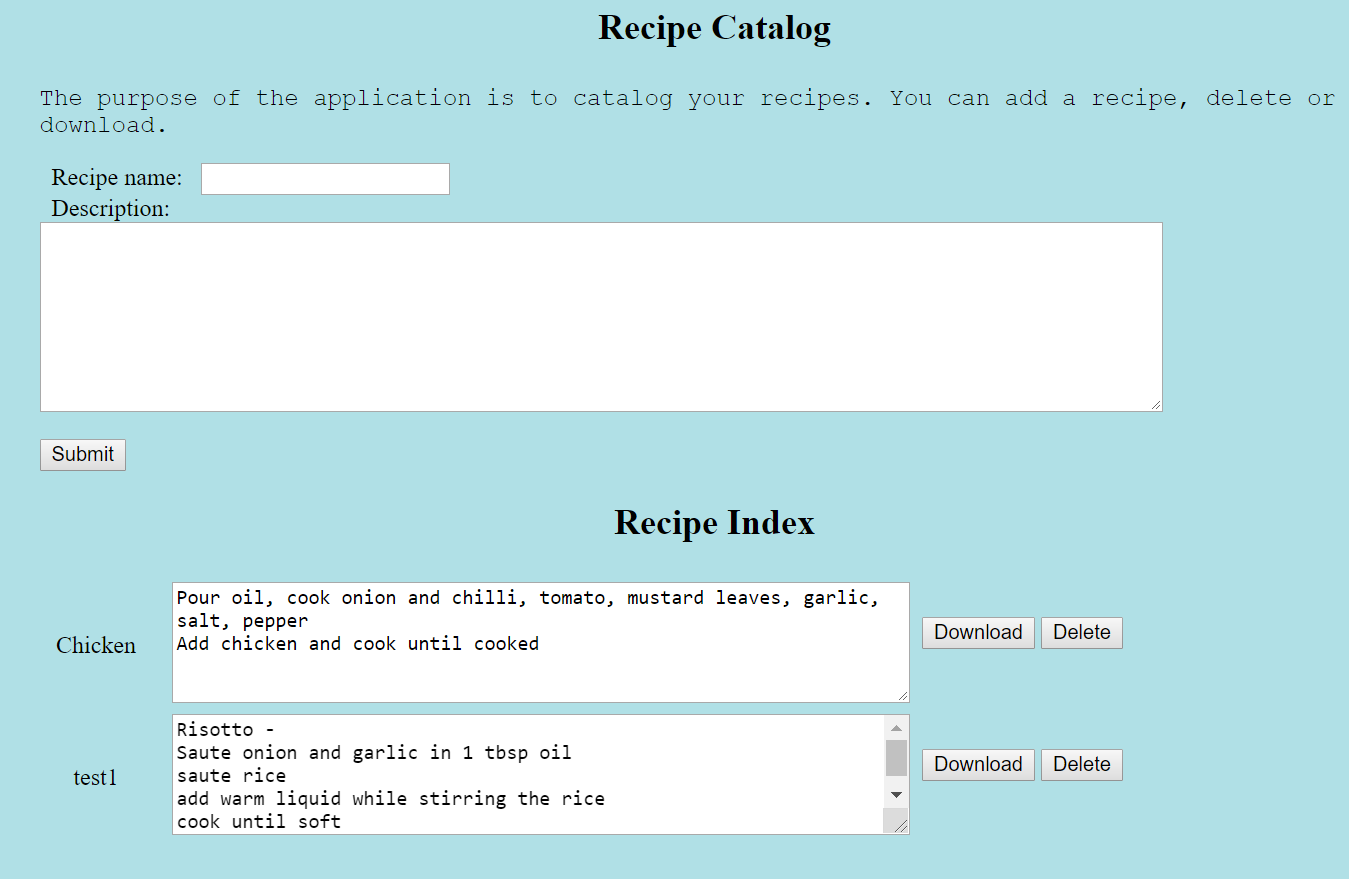 Recipe Catalog
The purpose of the application is to catalog your recipes. You can add a recipe, delete or
download.
Recipe name:
Description:
Submit
Recipe Index
Chicken
Pour oil, cook onion and chilli, tomato, mustard leaves, garlic,
salt, pepper
Add chicken and cook until cooked
Download Delete
test1
Risotto -
Saute onion and garlic in 1 tbsp oil
saute rice
add warm liquid while stirring the rice
cook until soft
Download Delete